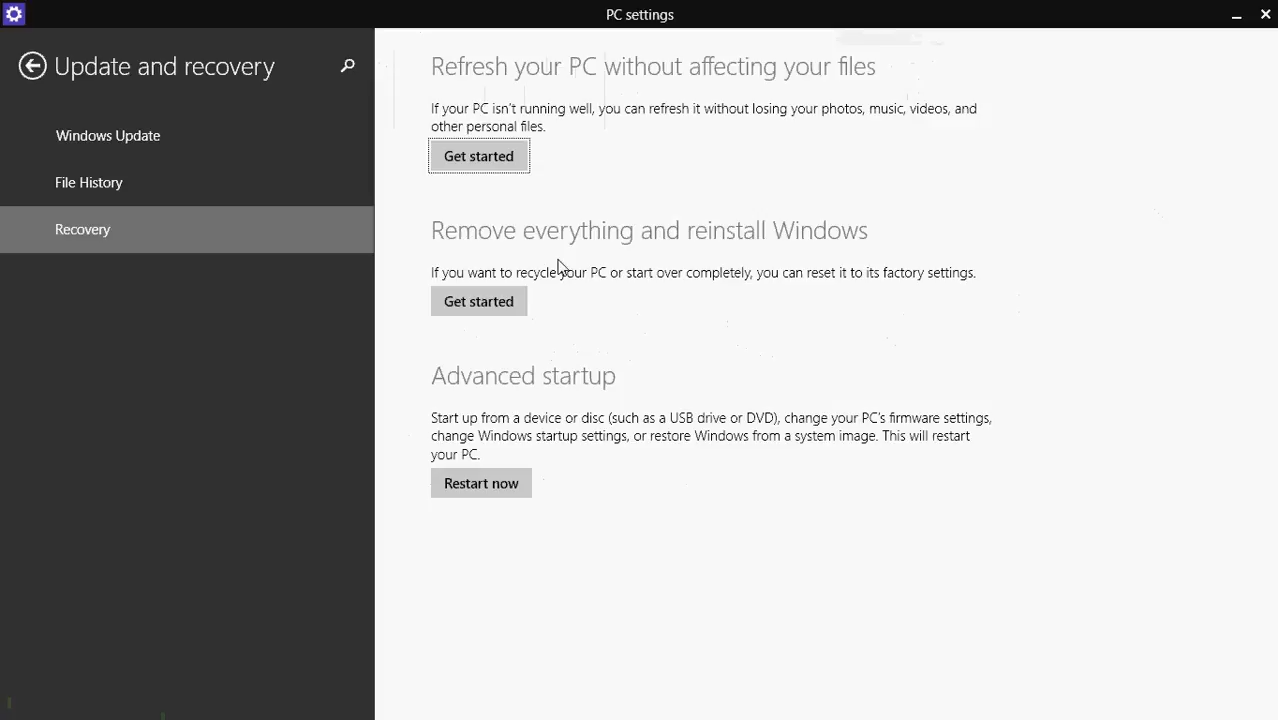 PC settings
Update and recovery
Windows Update
File History
Recovery
Refresh your PC without affecting your files
If your PC isn't running well, you can refresh it without losing your photos, music, videos, and
other personal files.
Get started
Remove everything and reinstall Windows
If you want to recycle your PC or start over completely, you can reset it to its factory settings.
Get started
Advanced startup
Start up from a device or disc (such as a USB drive or DVD), change your PC's firmware settings,
change Windows startup settings, or restore Windows from a system image. This will restart
your PC.
Restart now